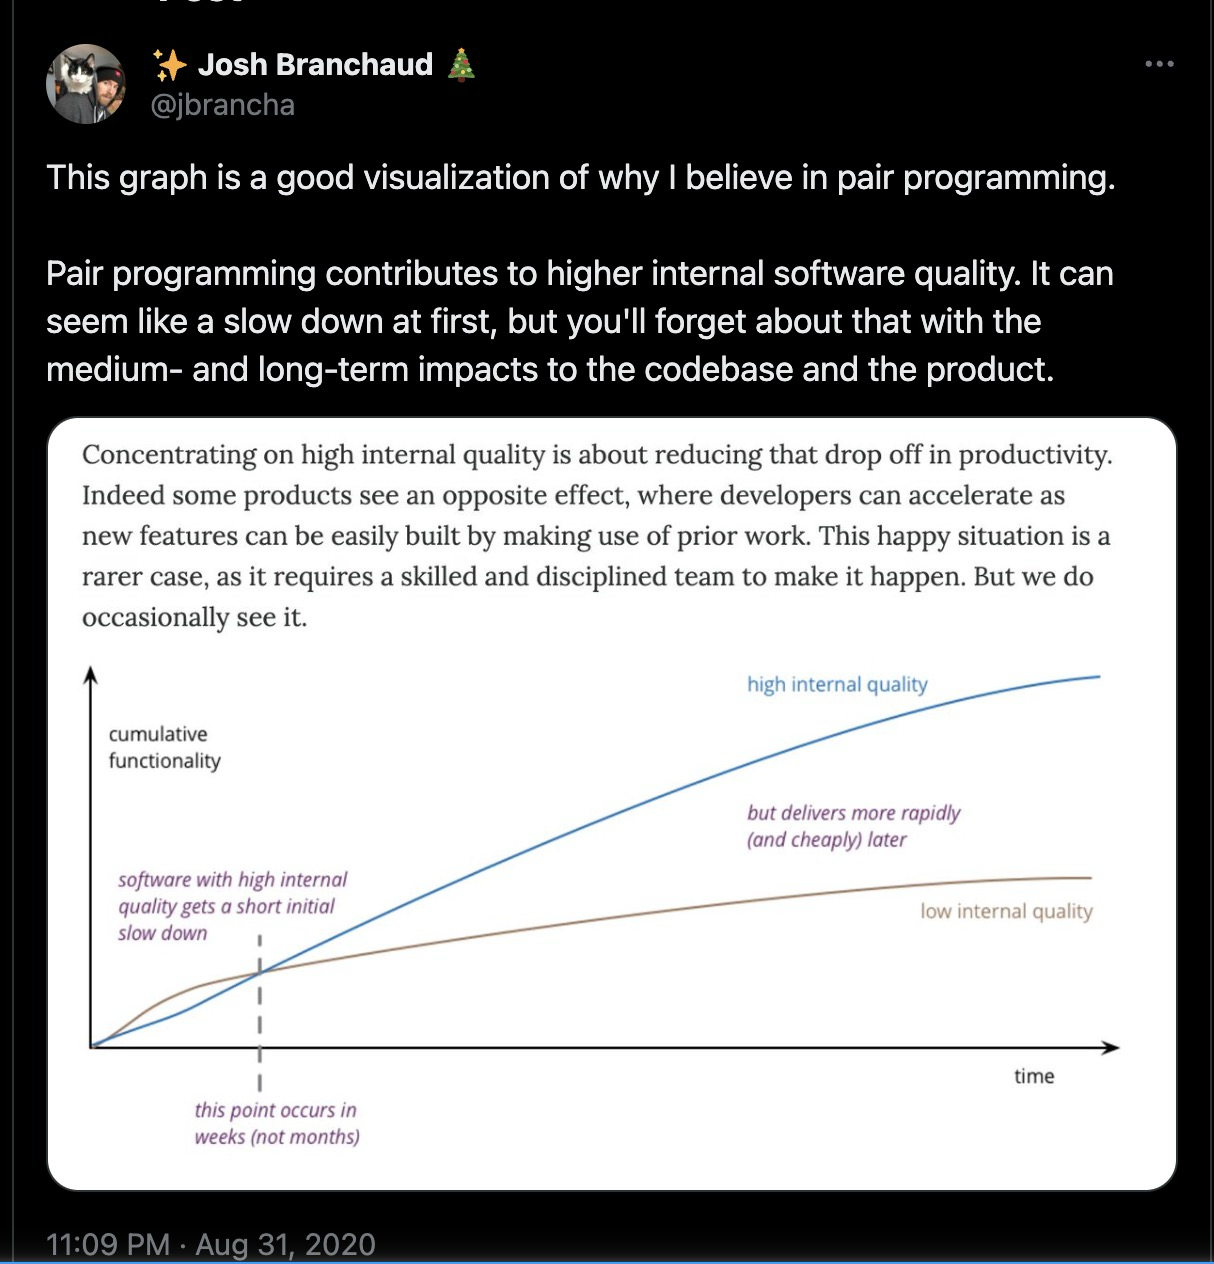 ✨ Josh Branchaud 🎄
@jbrancha
This graph is a good visualization of why I believe in pair programming.
Pair programming contributes to higher internal software quality. It can
seem like a slow down at first, but you'll forget about that with the
medium- and long-term impacts to the codebase and the product.
Concentrating on high internal quality is about reducing that drop off in productivity.
Indeed some products see an opposite effect, where developers can accelerate as
new features can be easily built by making use of prior work. This happy situation is a
rarer case, as it requires a skilled and disciplined team to make it happen. But we do
occasionally see it.
high internal quality
cumulative
functionality
but delivers more rapidly
(and cheaply) later
software with high internal
quality gets a short initial
slow down
low internal quality
time
this point occurs in
weeks (not months)
11:09 PM · Aug 31, 2020